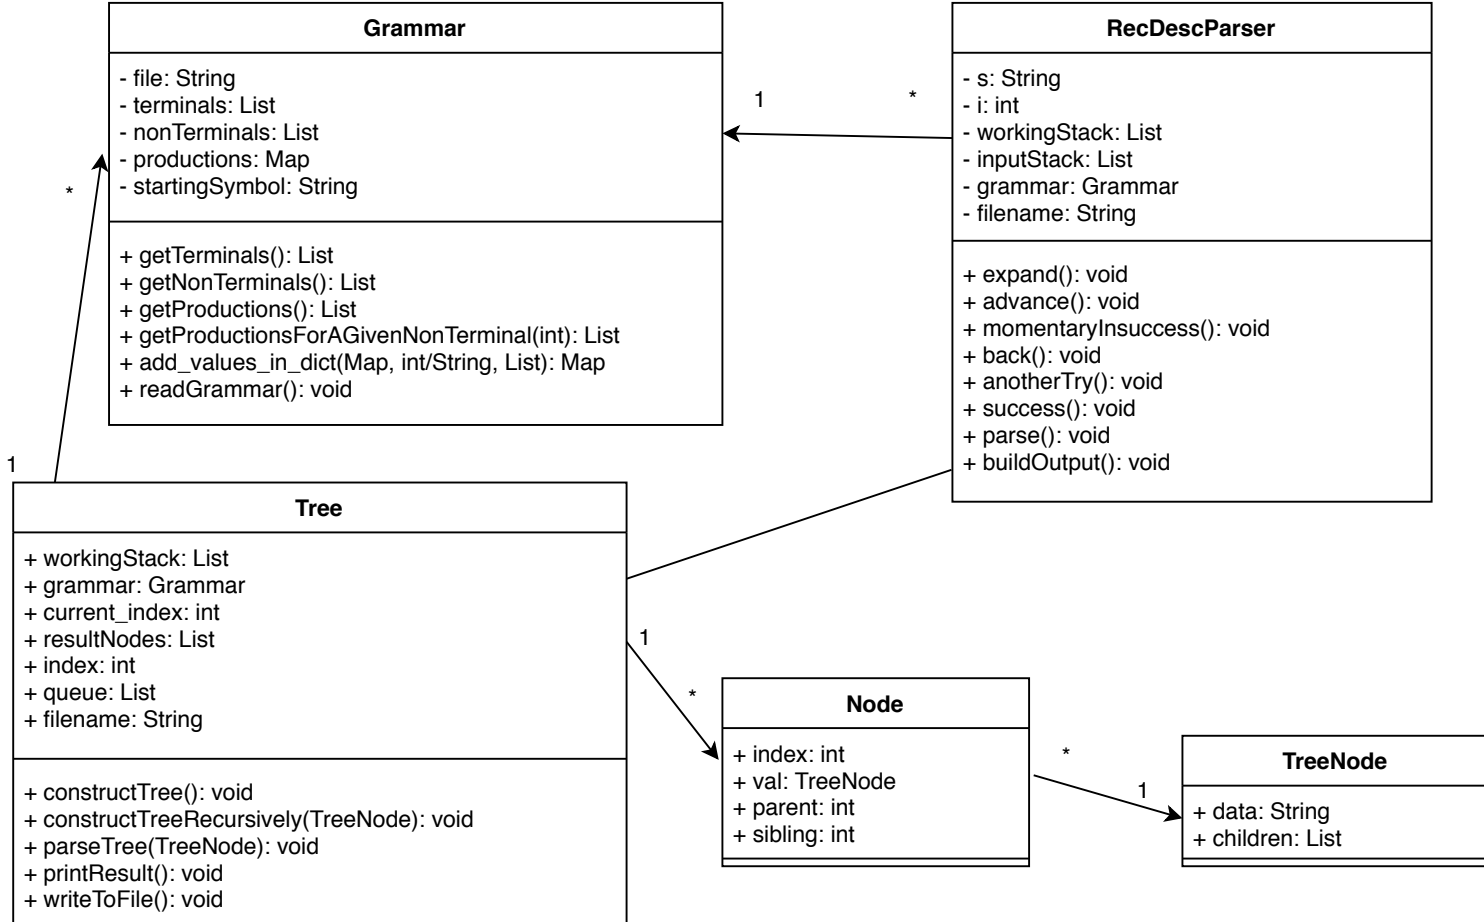 Grammar
- file: String
- terminals: List
- nonTerminals: List
- productions: Map
- startingSymbol: String
+ getTerminals(): List
+ getNonTerminals(): List
+ getProductions(): List
+ getProductionsForAGivenNonTerminal(int): List
+ add_values_in_dict(Map, int/String, List): Map
+ readGrammar(): void
1
*
RecDescParser
- s: String
- i: int
- workingStack: List
- inputStack: List
- grammar: Grammar
- filename: String
+ expand(): void
+ advance(): void
+ momentaryInsuccess(): void
+ back(): void
+ anotherTry(): void
+ success(): void
+ parse(): void
+ buildOutput(): void
*
1
Tree
+ workingStack: List
+ grammar: Grammar
+ current_index: int
+ resultNodes: List
+ index: int
+ queue: List
+ filename: String
+ constructTree(): void
+ constructTreeRecursively(TreeNode): void
+ parseTree(TreeNode): void
+ printResult(): void
+ writeToFile(): void
1
*
Node
+ index: int
+ val: TreeNode
+ parent: int
+ sibling: int
*
1
TreeNode
+ data: String
+ children: List